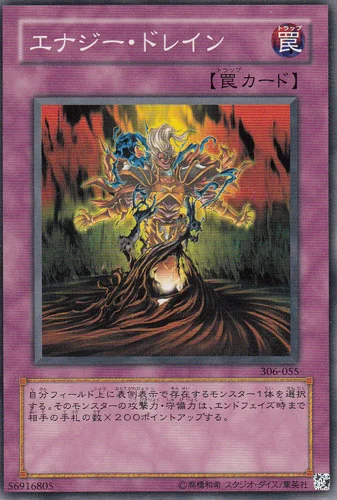 エナジー・ドレイン
トラップ
罠
トラップ
【罠カード】
306-055
自分フィールド上に表側表示で存在するモンスター1体を選択
する。そのモンスターの攻撃力・守備力は、エンドフェイズ時まで
相手の手札の数×200ポイントアップする。
56916805
©高橋和希 スタジオ・ダイス/集英社